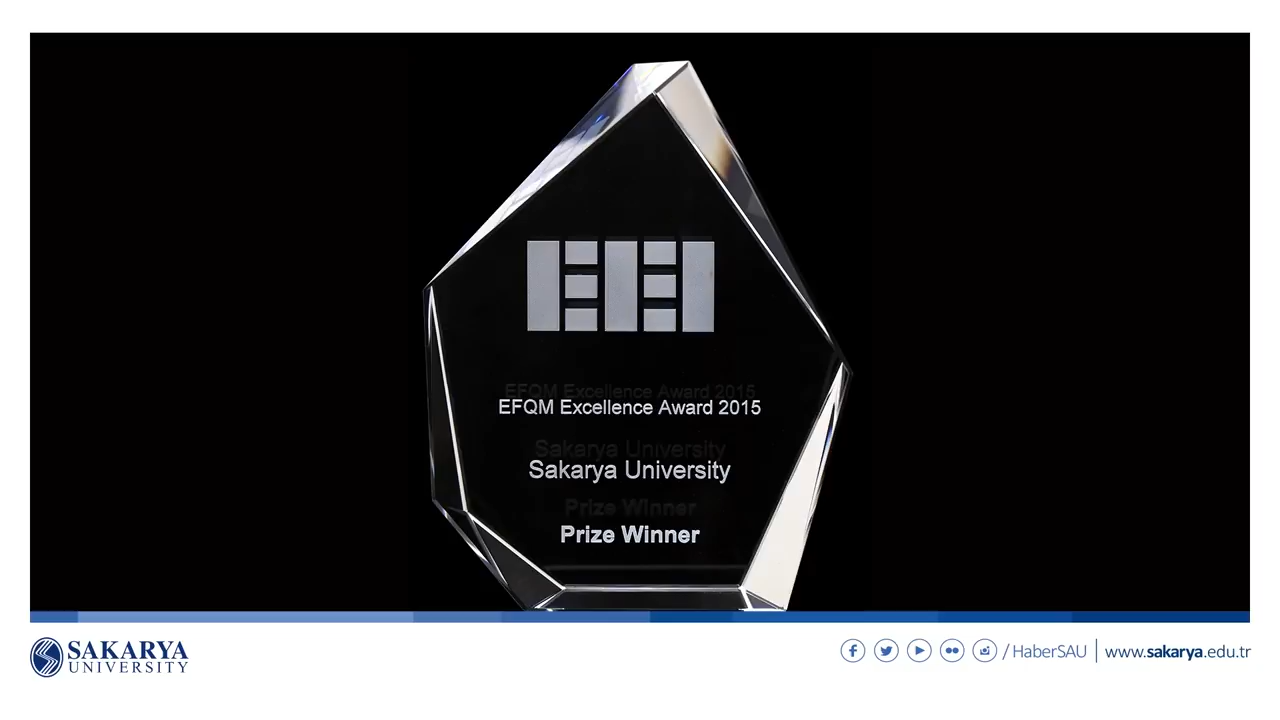 EFQM Excellence Award 2015
Sakarya University
Prize Winner
SAKARYA
UNIVERSITY
/HaberSAU
www.sakarya.edu.tr